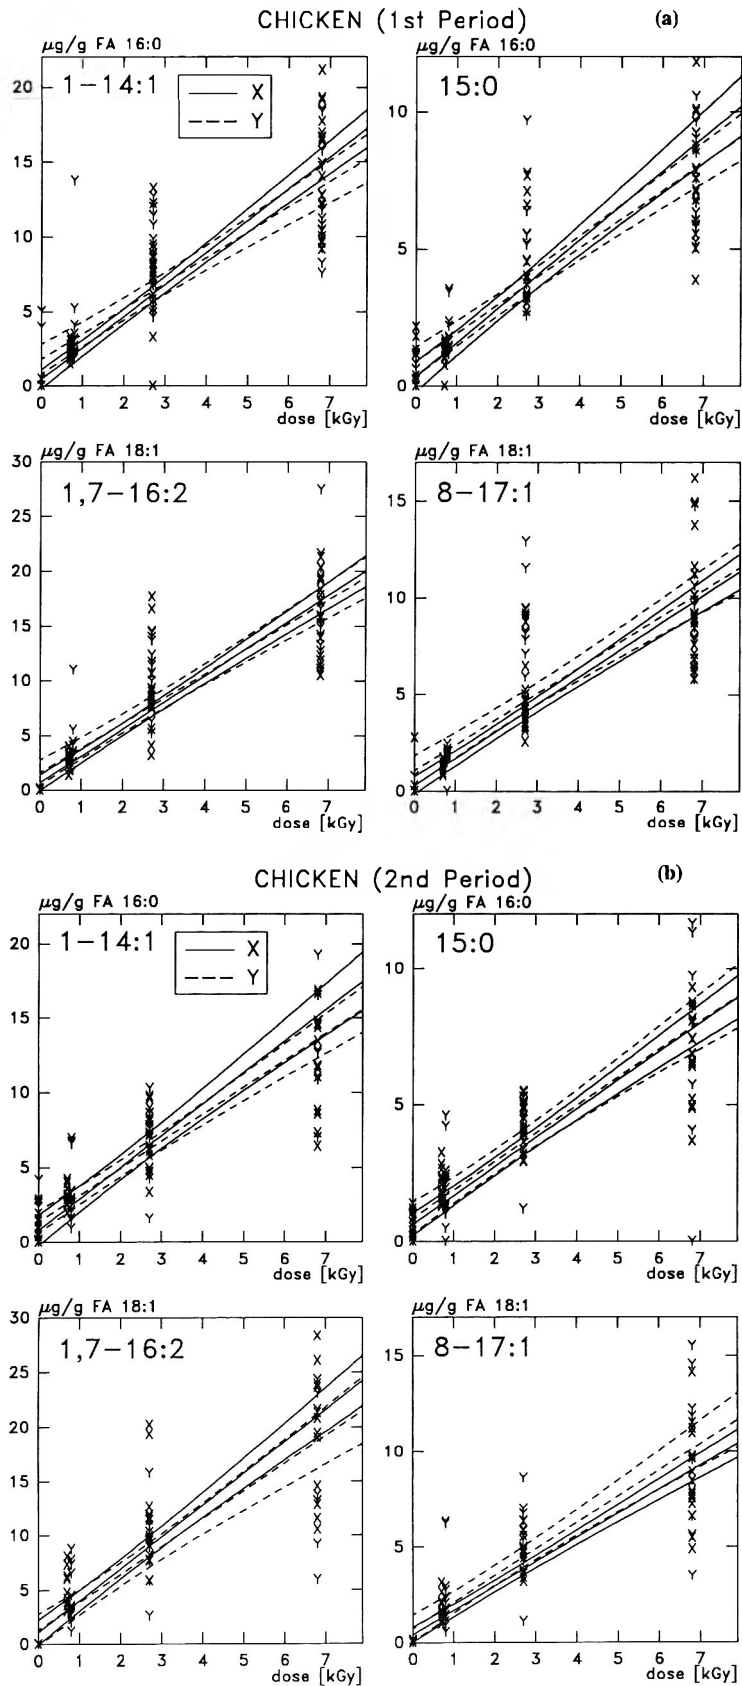 CHICKEN (1st Period) (a)
μg/g FA 16:0
1-14:1
X
Y
20
15
10
5
0
0 1 2 3 4 5 6 7
dose [kGy]
μg/g FA 16:0
15:0
10
5
0
0 1 2 3 4 5 6 7
dose [kGy]
μg/g FA 18:1
1,7-16:2
30
25
20
15
10
5
0
0 1 2 3 4 5 6 7
dose [kGy]
μg/g FA 18:1
8-17:1
15
10
5
0
0 1 2 3 4 5 6 7
dose [kGy]
CHICKEN (2nd Period) (b)
μg/g FA 16:0
1-14:1
X
Y
20
15
10
5
0
0 1 2 3 4 5 6 7
dose [kGy]
μg/g FA 16:0
15:0
10
5
0
0 1 2 3 4 5 6 7
dose [kGy]
μg/g FA 18:1
1,7-16:2
30
25
20
15
10
5
0
0 1 2 3 4 5 6 7
dose [kGy]
μg/g FA 18:1
8-17:1
15
10
5
0
0 1 2 3 4 5 6 7
dose [kGy]